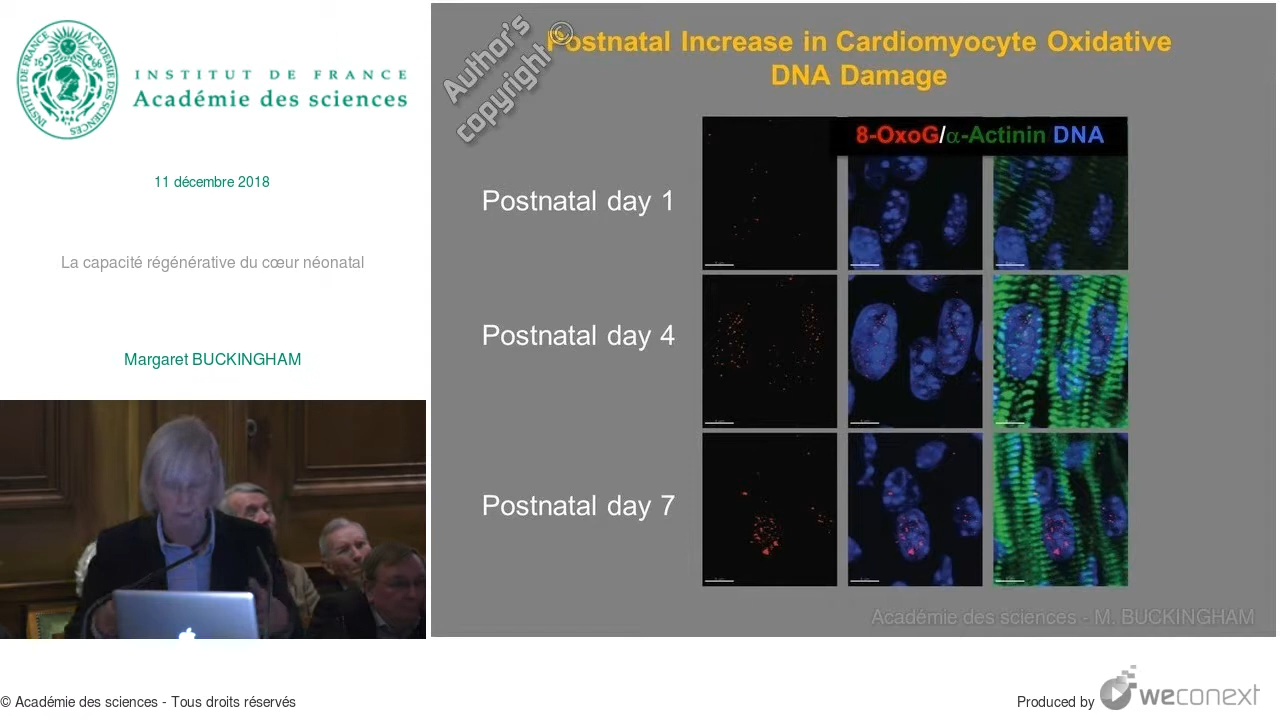 INSTITUT DE FRANCE
Académie des sciences
11 décembre 2018
La capacité régénérative du cœur néonatal
Margaret BUCKINGHAM
Author's
copyright ©
Postnatal Increase in Cardiomyocyte Oxidative
DNA Damage
8-OxoG/α-Actinin DNA
Postnatal day 1
Postnatal day 4
Postnatal day 7
Académie des sciences - M. BUCKINGHAM
© Académie des sciences - Tous droits réservés
Produced by weconext